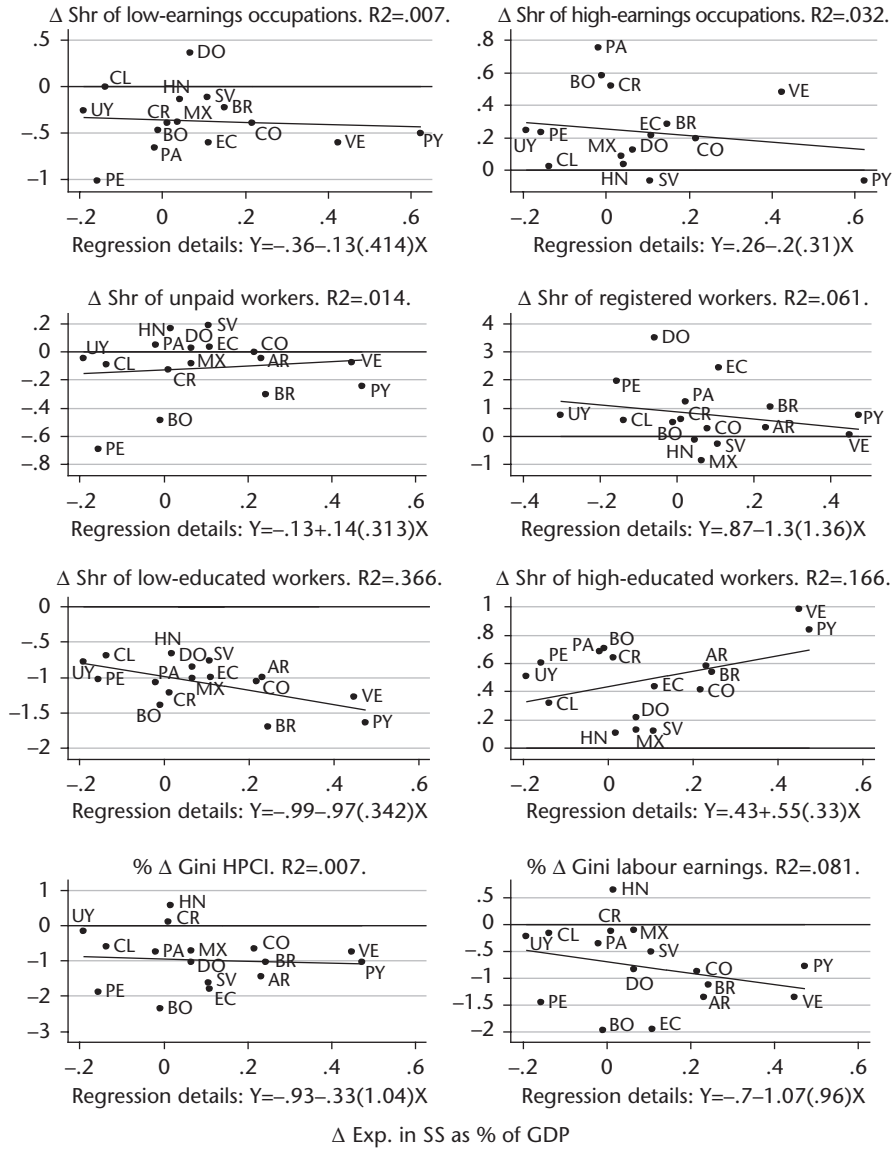 Δ Shr of low-earnings occupations. R2=.007.
.5
0
–.5
–1
DO
CL
HN
SV
UY
CR
MX
BR
BO
PA
EC
CO
VE
PY
PE
–.2 0 .2 .4 .6
Regression details: Y=–.36–.13(.414)X
Δ Shr of high-earnings occupations. R2=.032.
.8
.6
.4
.2
0
PA
BO
CR
VE
EC
BR
UY
PE
MX
DO
CO
CL
HN
SV
PY
–.2 0 .2 .4 .6
Regression details: Y=.26–.2(.31)X
Δ Shr of unpaid workers. R2=.014.
.2
0
–.2
–.4
–.6
–.8
HN
SV
UY
PA
DO
EC
CO
CL
MX
AR
VE
CR
BR
PY
BO
PE
–.2 0 .2 .4 .6
Regression details: Y=–.13+.14(.313)X
Δ Shr of registered workers. R2=.061.
4
3
2
1
0
–1
DO
EC
PE
PA
UY
CL
CR
BR
PY
BO
CO
AR
VE
HN
SV
MX
–.4 –.2 0 .2 .4
Regression details: Y=.87–1.3(1.36)X
Δ Shr of low-educated workers. R2=.366.
0
–.5
–1
–1.5
–2
HN
CL
DO
SV
UY
PE
PA
EC
AR
MX
CO
CR
BO
VE
BR
PY
–.2 0 .2 .4 .6
Regression details: Y=–.99–.97(.342)X
Δ Shr of high-educated workers. R2=.166.
1
.8
.6
.4
.2
0
VE
PY
PE
PA
BO
CR
AR
UY
BR
EC
CO
CL
DO
HN
MX
SV
–.2 0 .2 .4 .6
Regression details: Y=.43+.55(.33)X
% Δ Gini HPCI. R2=.007.
1
0
–1
–2
–3
HN
UY
CR
CL
PA
MX
CO
VE
DO
BR
PY
SV
AR
PE
EC
BO
–.2 0 .2 .4 .6
Regression details: Y=–.93–.33(1.04)X
% Δ Gini labour earnings. R2=.081.
.5
0
–.5
–1
–1.5
–2
HN
CR
UY
CL
PA
MX
SV
DO
CO
PY
BR
PE
AR
VE
BO
EC
–.2 0 .2 .4 .6
Regression details: Y=–.7–1.07(.96)X
Δ Exp. in SS as % of GDP